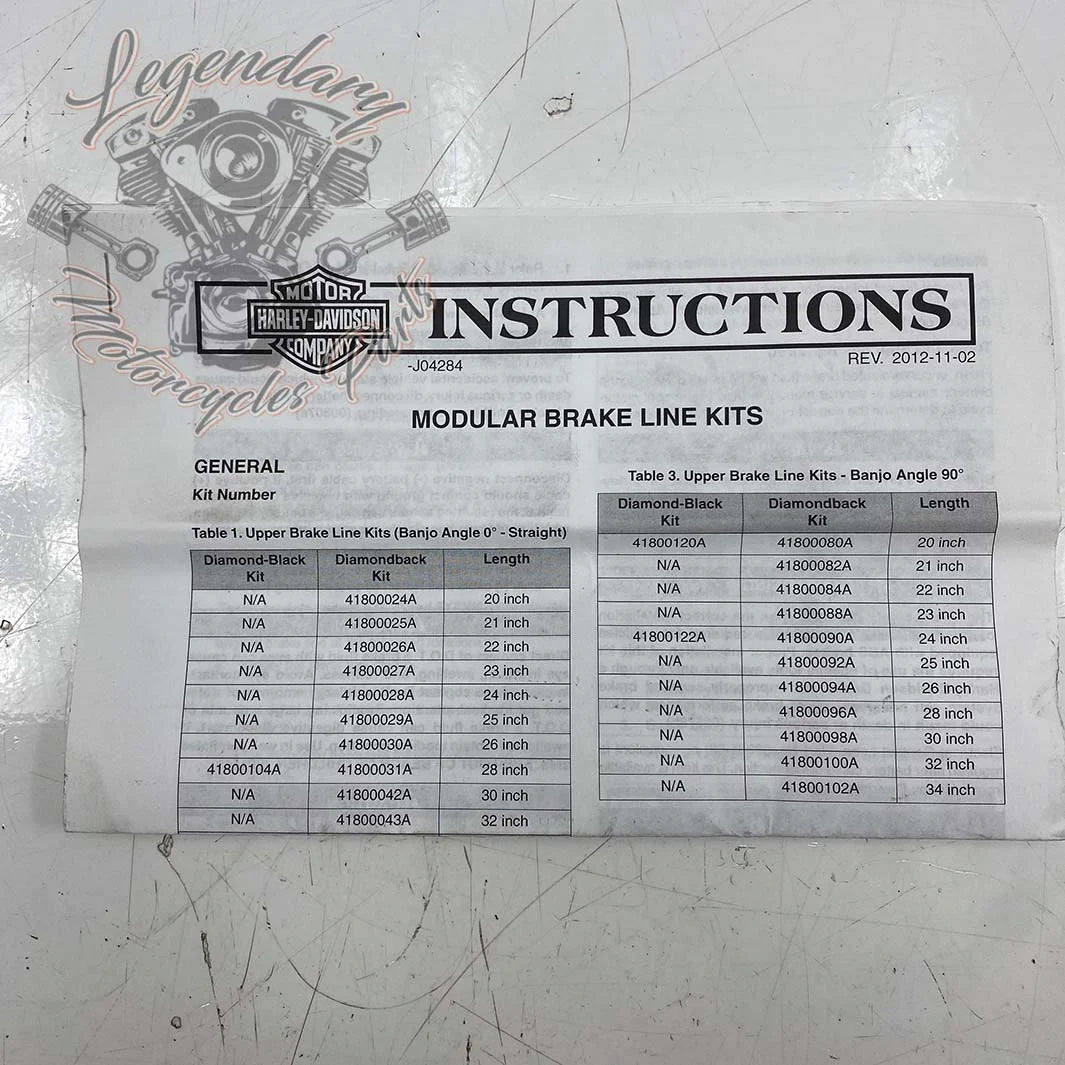 Legendary
Motorcycles Parts
MOTOR
HARLEY-DAVIDSON
COMPANY
INSTRUCTIONS
-J04284
REV. 2012-11-02
MODULAR BRAKE LINE KITS
GENERAL
Kit Number
Table 1. Upper Brake Line Kits (Banjo Angle 0° - Straight)
Diamond-Black Kit Diamondback Kit Length
N/A 41800024A 20 inch
N/A 41800025A 21 inch
N/A 41800026A 22 inch
N/A 41800027A 23 inch
N/A 41800028A 24 inch
N/A 41800029A 25 inch
N/A 41800030A 26 inch
41800104A 41800031A 28 inch
N/A 41800042A 30 inch
N/A 41800043A 32 inch
Table 3. Upper Brake Line Kits - Banjo Angle 90°
Diamond-Black Kit Diamondback Kit Length
41800120A 41800080A 20 inch
N/A 41800082A 21 inch
N/A 41800084A 22 inch
N/A 41800088A 23 inch
41800122A 41800090A 24 inch
N/A 41800092A 25 inch
N/A 41800094A 26 inch
N/A 41800096A 28 inch
N/A 41800098A 30 inch
N/A 41800100A 32 inch
N/A 41800102A 34 inch